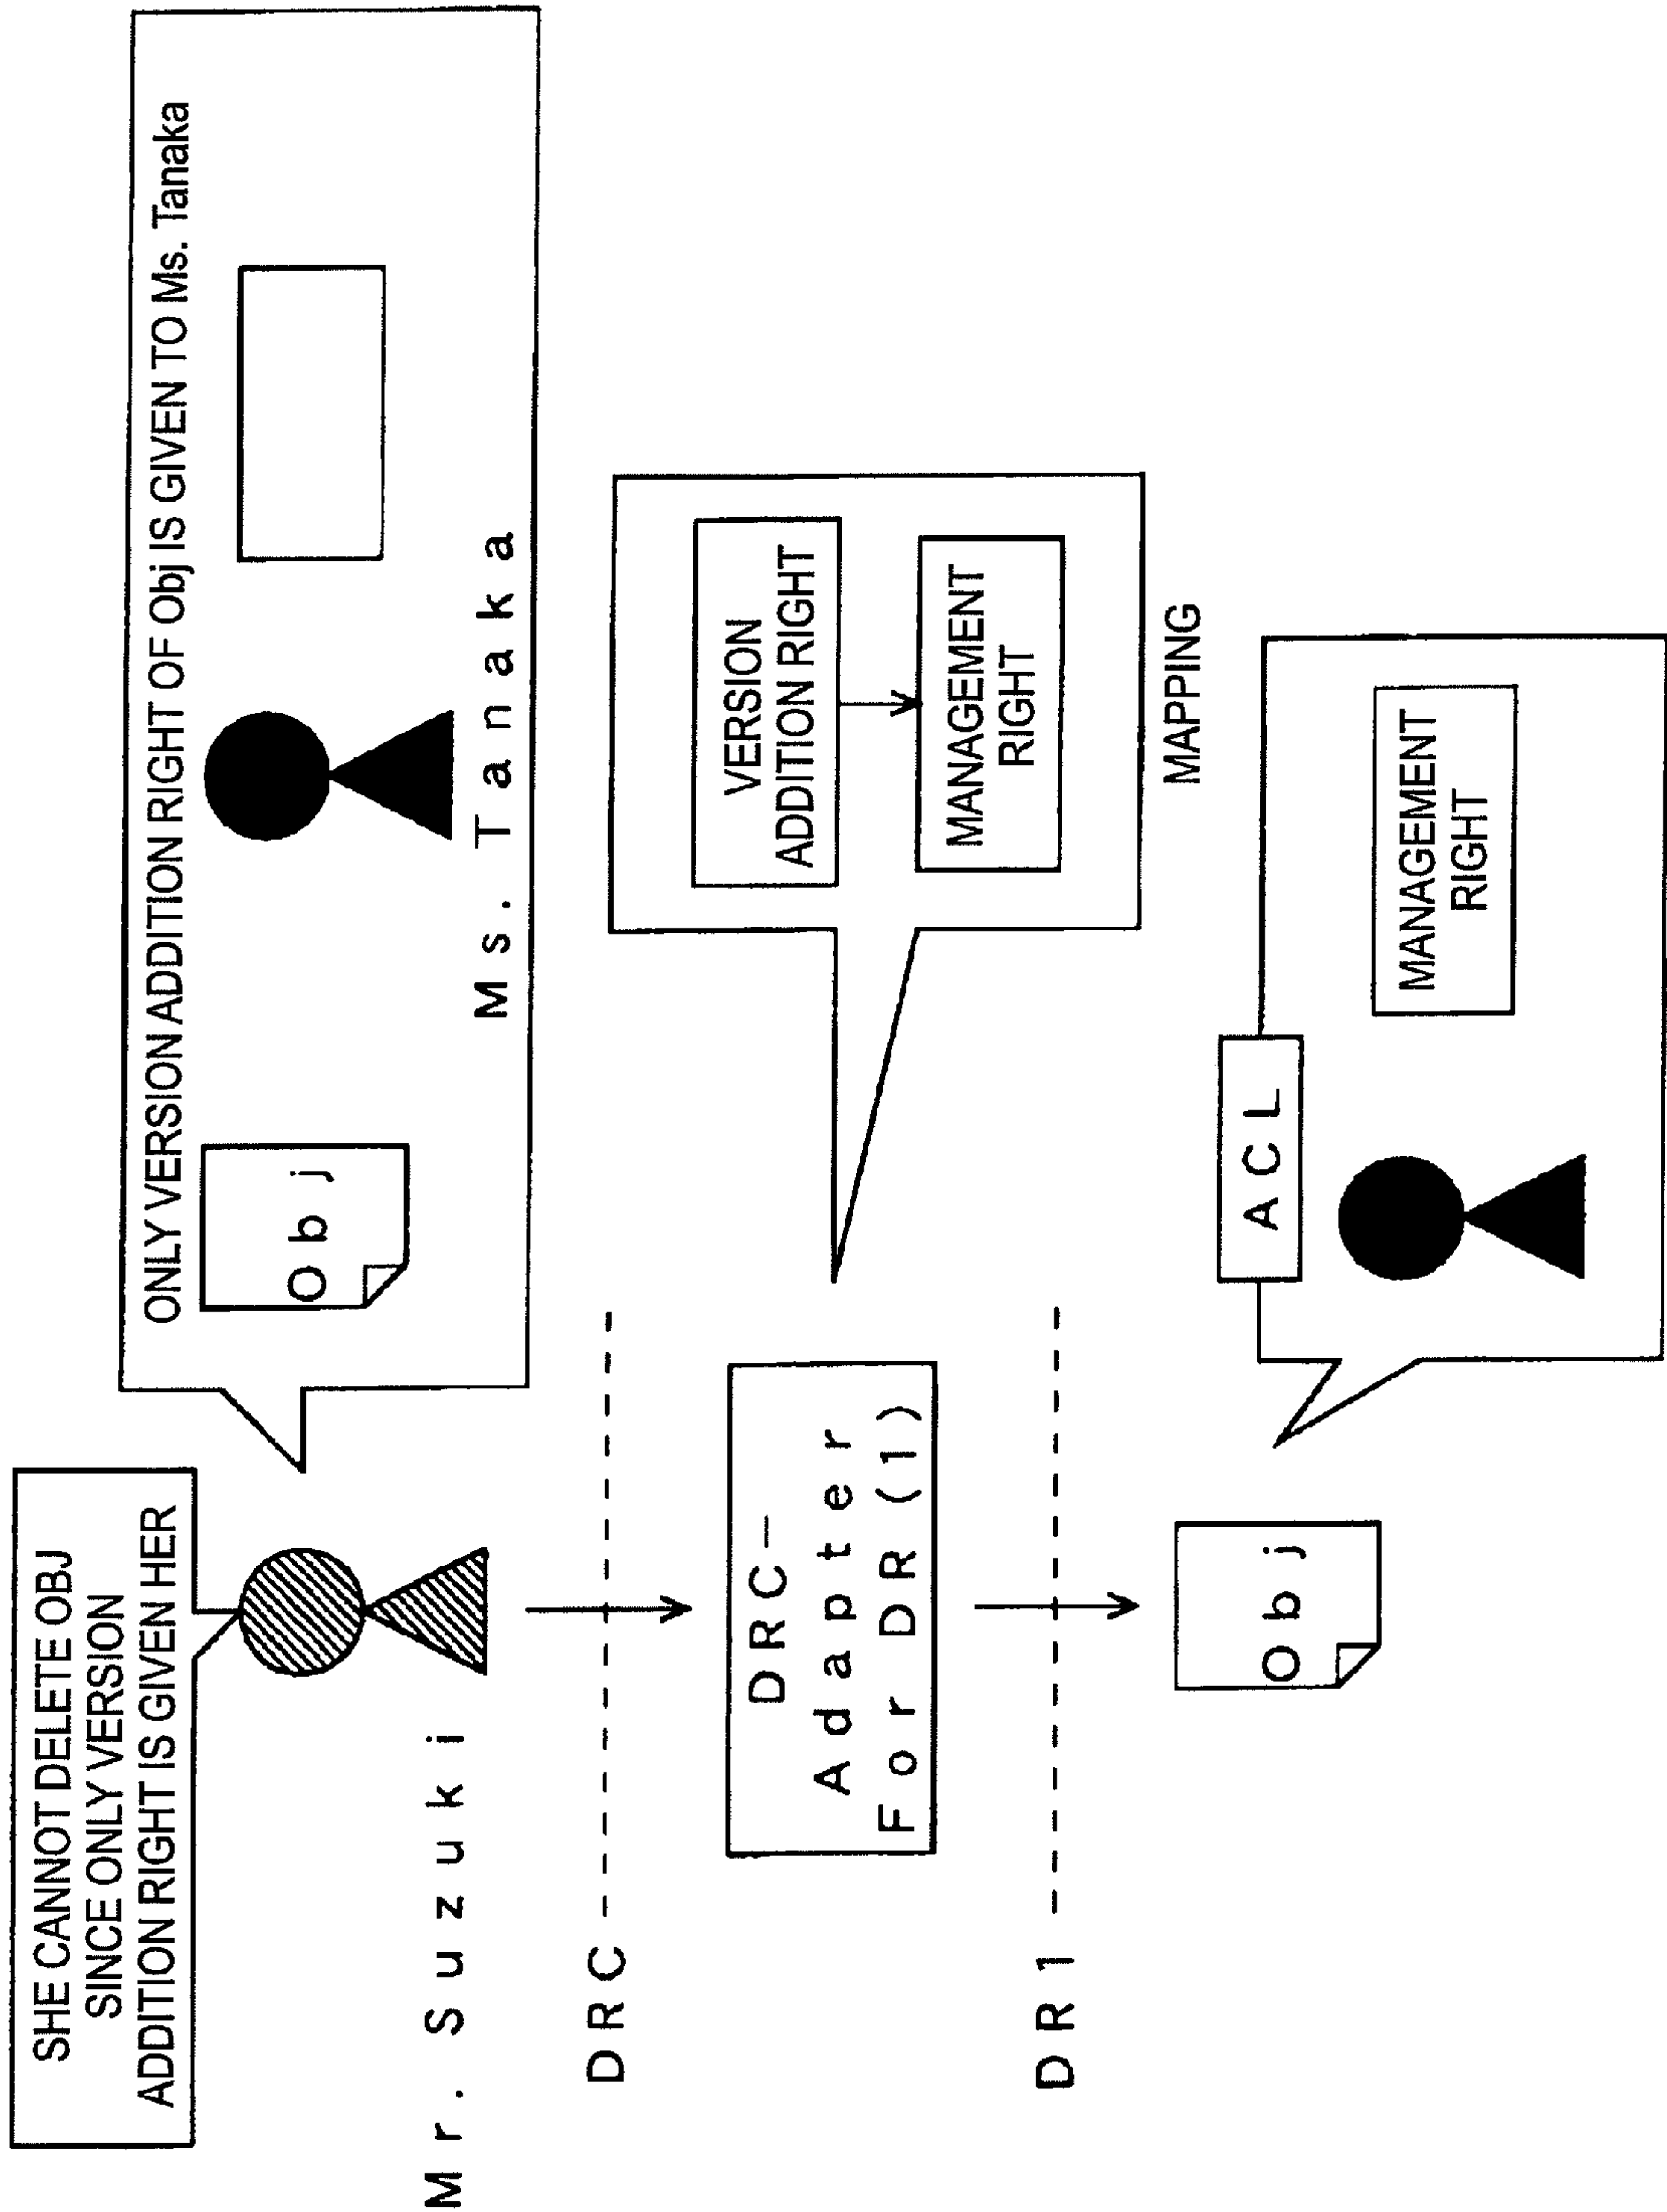 SHE CANNOT DELETE OBJ
SINCE ONLY VERSION
ADDITION RIGHT IS GIVEN HER
ONLY VERSION ADDITION RIGHT OF Obj IS GIVEN TO Ms. Tanaka
Obj
Mr. Suzuki
Ms. Tanaka
DRC
DRC-
Adapter
For DR (1)
VERSION
ADDITION RIGHT
MANAGEMENT
RIGHT
MAPPING
DR1
Obj
ACL
MANAGEMENT
RIGHT